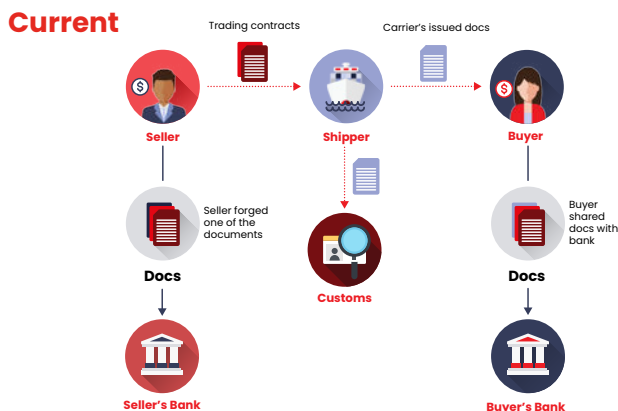 Current
Trading contracts
Carrier's issued docs
$
$
Seller
Shipper
Buyer
Seller forged
one of the
documents
Buyer
shared
docs with
bank
Docs
Docs
Customs
Seller's Bank
Buyer's Bank